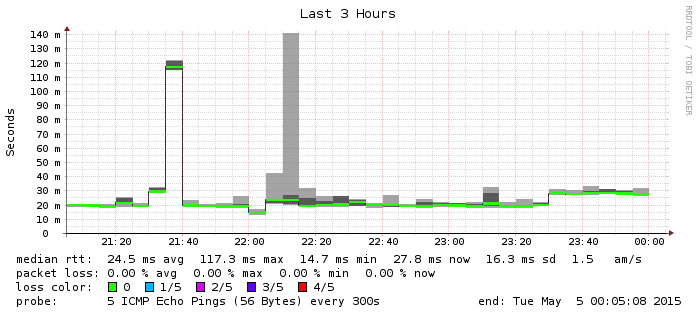 Last 3 Hours
RRDTOOL / TOBI OETIKER
Seconds
140 m
130 m
120 m
110 m
100 m
90 m
80 m
70 m
60 m
50 m
40 m
30 m
20 m
10 m
0
21:20 21:40 22:00 22:20 22:40 23:00 23:20 23:40 00:00
median rtt: 24.5 ms avg 117.3 ms max 14.7 ms min 27.8 ms now 16.3 ms sd 1.5 am/s
packet loss: 0.00 % avg 0.00 % max 0.00 % min 0.00 % now
loss color: 0 1/5 2/5 3/5 4/5
probe: 5 ICMP Echo Pings (56 Bytes) every 300s end: Tue May 5 00:05:08 2015